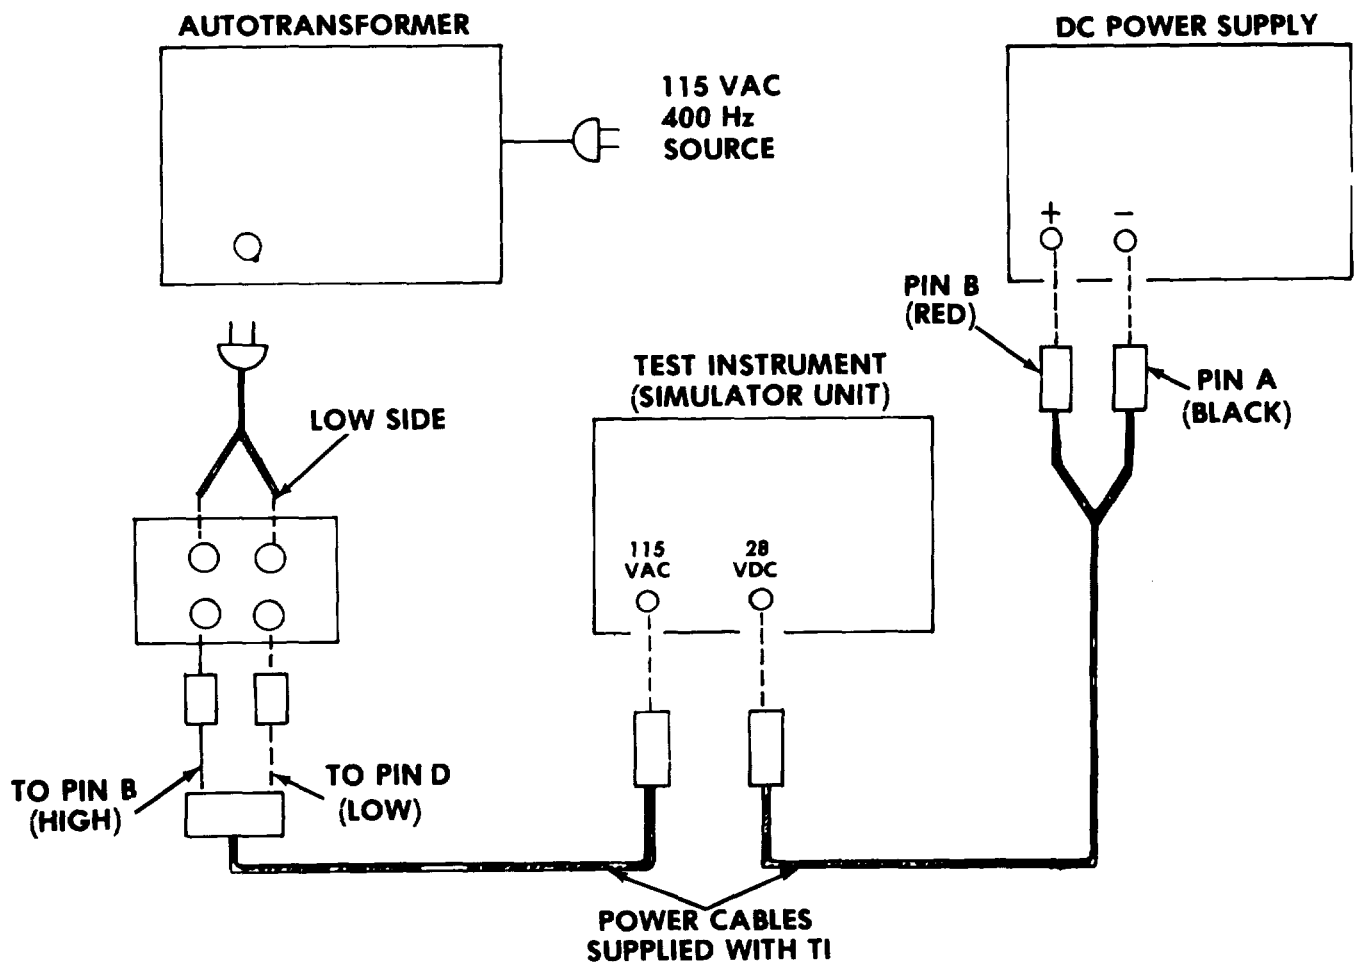 AUTOTRANSFORMER
DC POWER SUPPLY
115 VAC
400 Hz
SOURCE
+ −
PIN B
(RED)
TEST INSTRUMENT
(SIMULATOR UNIT)
PIN A
(BLACK)
LOW SIDE
115
VAC
28
VDC
TO PIN B
(HIGH)
TO PIN D
(LOW)
POWER CABLES
SUPPLIED WITH TI